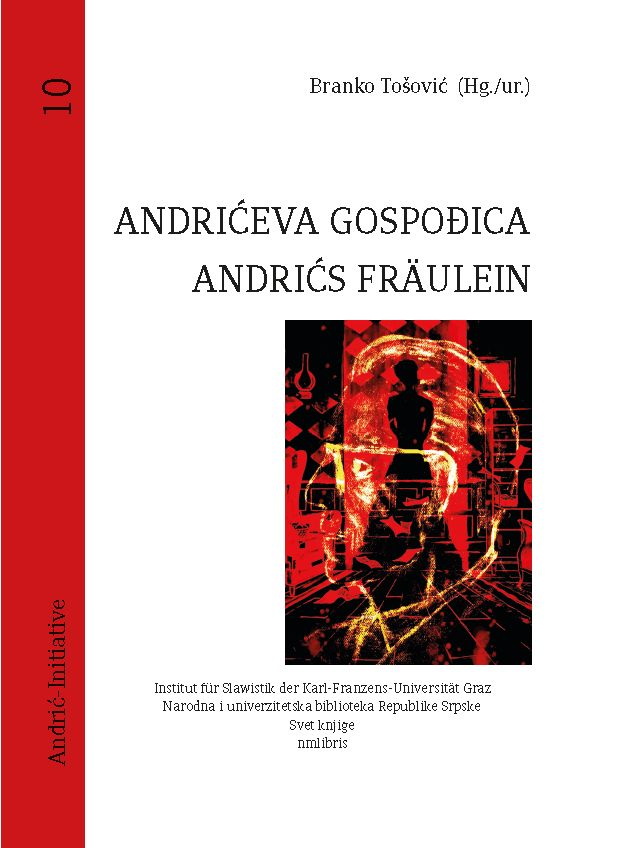 10
Branko Tošović (Hg./ur.)
ANDRIĆEVA GOSPOĐICA
ANDRIĆS FRÄULEIN
Andrić-Initiative
Institut für Slawistik der Karl-Franzens-Universität Graz
Narodna i univerzitetska biblioteka Republike Srpske
Svet knjige
nmlibris